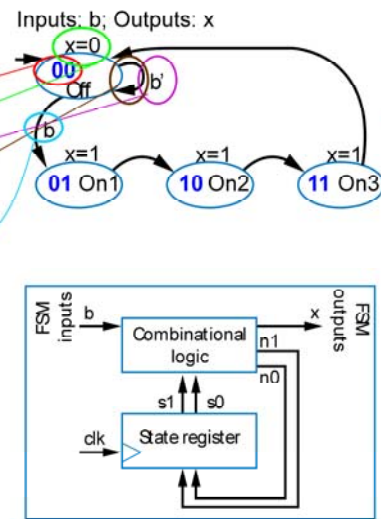 Inputs: b; Outputs: x
x=0
00
Off
b'
b
x=1
x=1
x=1
01 On1
10 On2
11 On3
FSM inputs
b
Combinational logic
x
FSM outputs
n1
n0
s1
s0
clk
State register